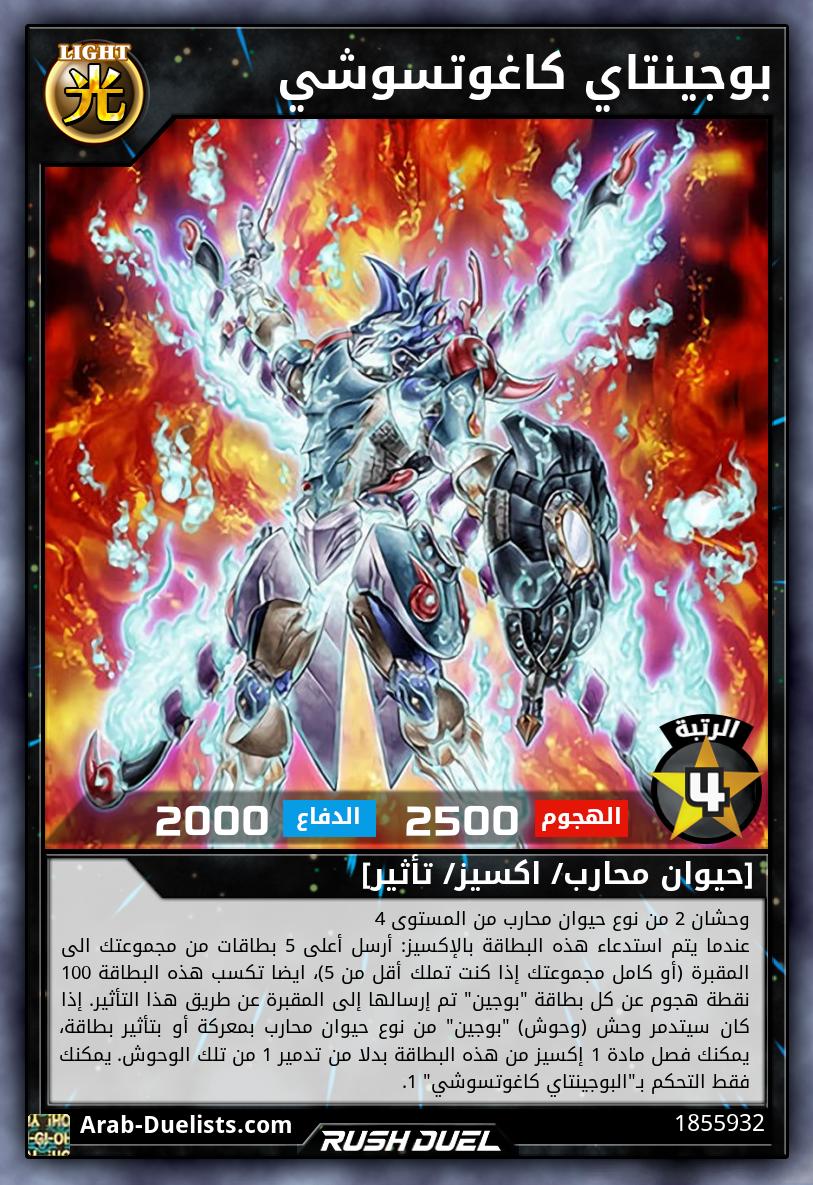 LIGHT
光
بوجينتاي كاغوتسوشي
الرتبة
4
الهجوم 2500 الدفاع 2000
[حيوان محارب/ اكسيز/ تأثير]
وحشان 2 من نوع حيوان محارب من المستوى 4
عندما يتم استدعاء هذه البطاقة بالإكسيز: أرسل أعلى 5 بطاقات من مجموعتك الى
المقبرة (أو كامل مجموعتك إذا كنت تملك أقل من 5)، ايضا تكسب هذه البطاقة 100
نقطة هجوم عن كل بطاقة "بوجين" تم إرسالها إلى المقبرة عن طريق هذا التأثير. إذا
كان سيتدمر وحش (وحوش) "بوجين" من نوع حيوان محارب بمعركة أو بتأثير بطاقة،
يمكنك فصل مادة 1 إكسيز من هذه البطاقة بدلا من تدمير 1 من تلك الوحوش. يمكنك
فقط التحكم بـ"البوجينتاي كاغوتسوشي" 1.
Arab-Duelists.com
RUSH DUEL
1855932